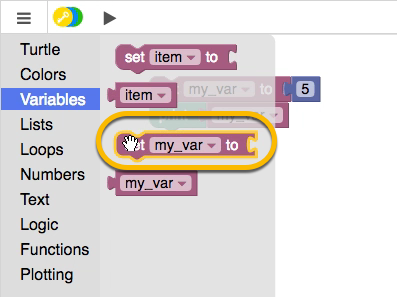 Turtle
Colors
Variables
Lists
Loops
Numbers
Text
Logic
Functions
Plotting
set item to
item
my_var to 5
my_var
my_var to
my_var